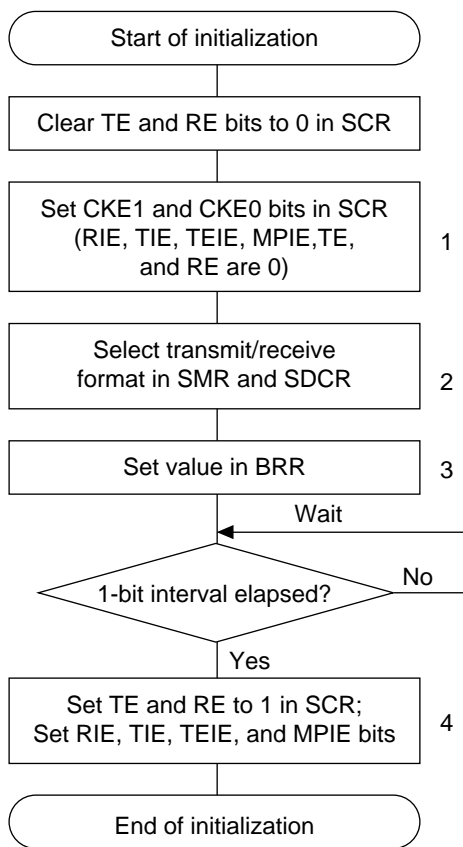 Start of initialization
Clear TE and RE bits to 0 in SCR
Set CKE1 and CKE0 bits in SCR
(RIE, TIE, TEIE, MPIE,TE,
and RE are 0)
1
Select transmit/receive
format in SMR and SDCR
2
Set value in BRR
3
Wait
1-bit interval elapsed?
No
Yes
Set TE and RE to 1 in SCR;
Set RIE, TIE, TEIE, and MPIE bits
4
End of initialization